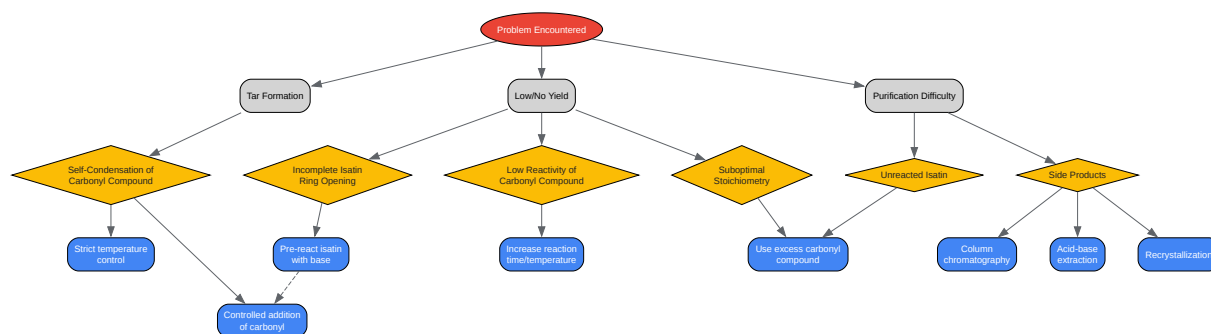 Problem Encountered
Tar Formation
Low/No Yield
Purification Difficulty
Self-Condensation of
Carbonyl Compound
Incomplete Isatin
Ring Opening
Low Reactivity of
Carbonyl Compound
Suboptimal
Stoichiometry
Unreacted Isatin
Side Products
Strict temperature
control
Pre-react isatin
with base
Increase reaction
time/temperature
Use excess carbonyl
compound
Column
chromatography
Acid-base
extraction
Recrystallization
Controlled addition
of carbonyl